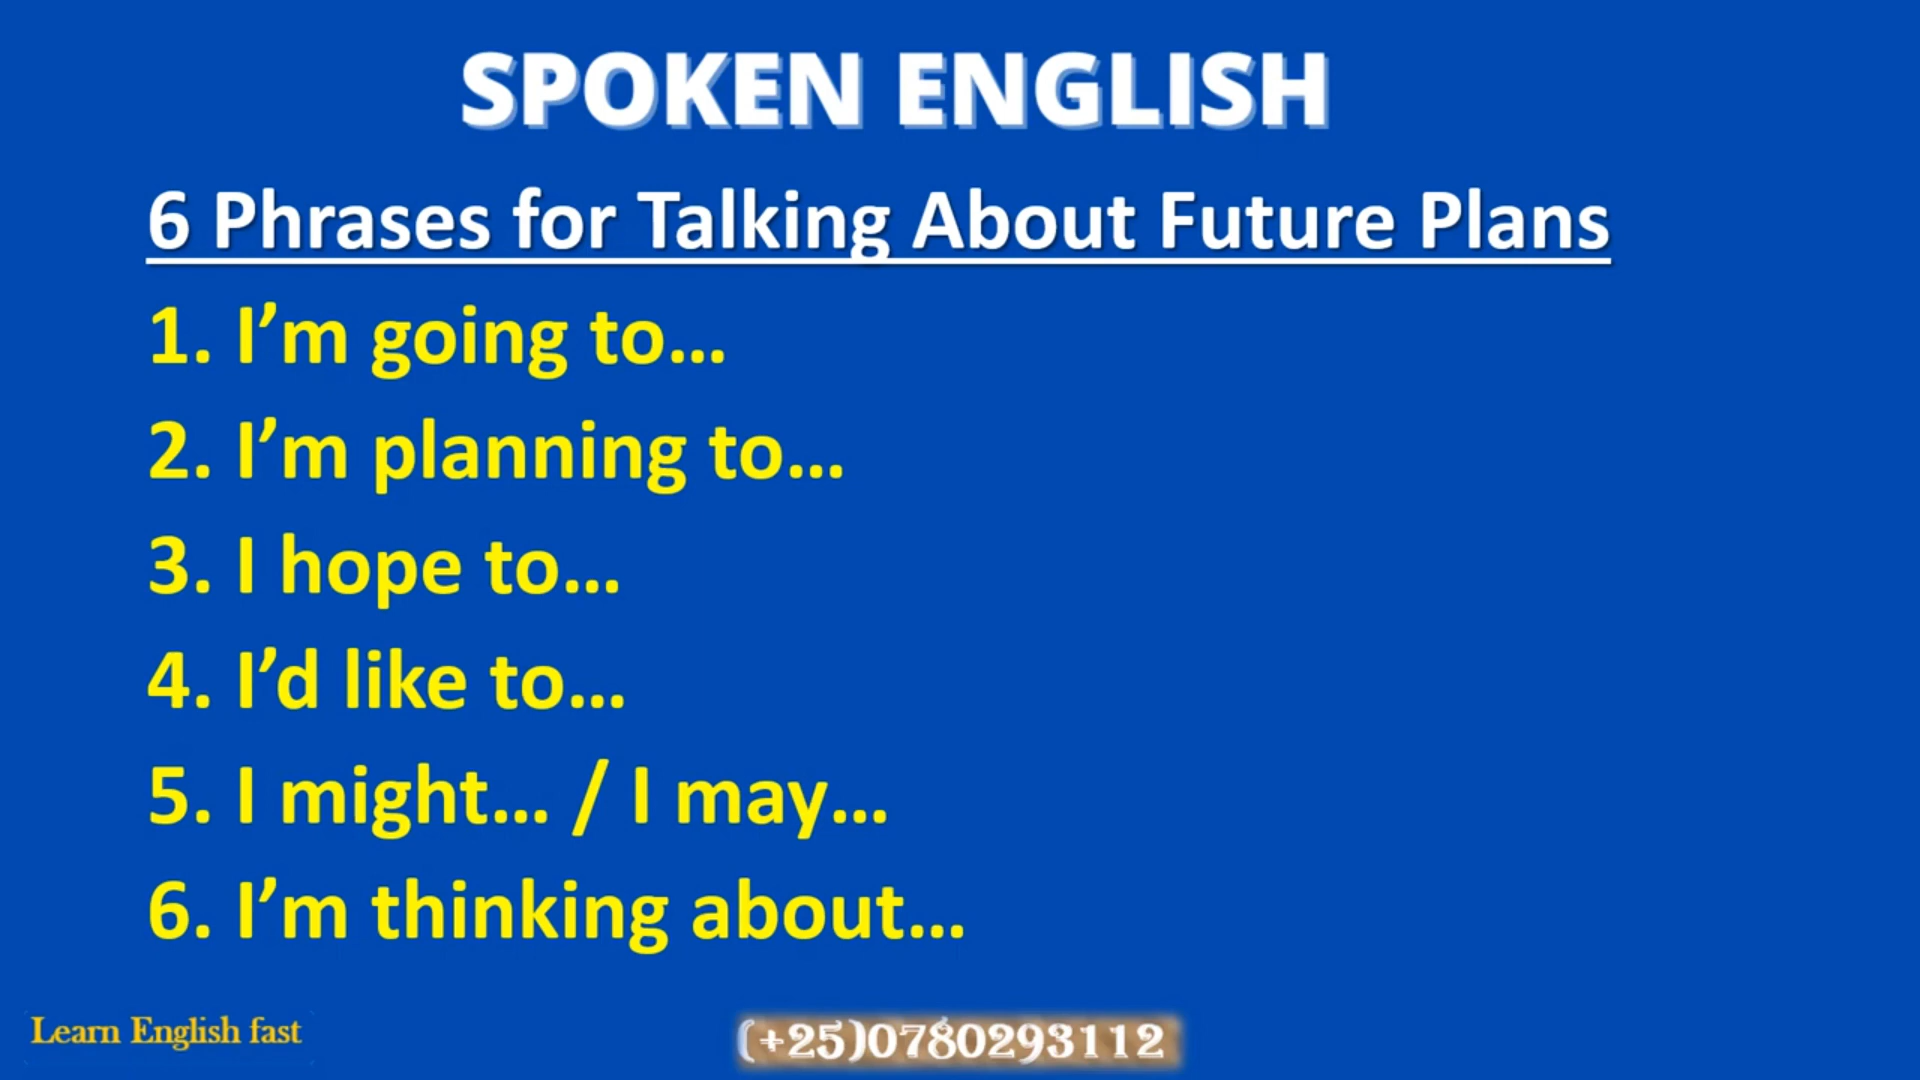 SPOKEN ENGLISH
6 Phrases for Talking About Future Plans
1. I’m going to…
2. I’m planning to…
3. I hope to…
4. I’d like to…
5. I might… / I may…
6. I’m thinking about…
Learn English fast
(+25)0780293112